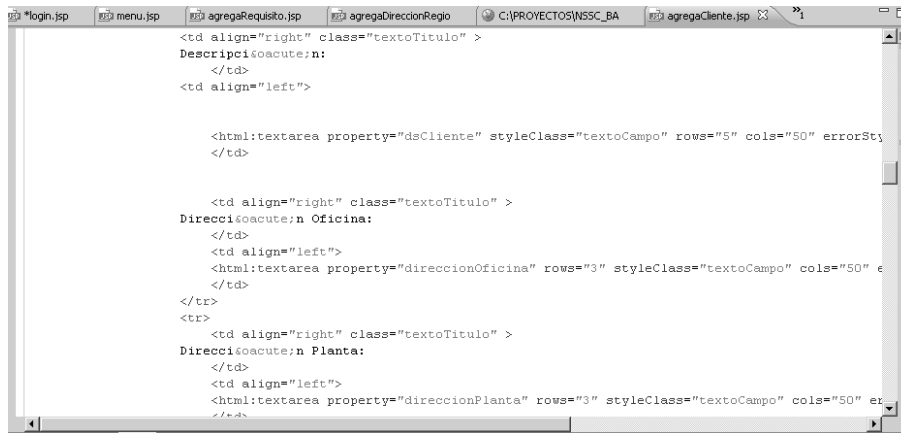 *login.jsp menu.jsp agregaRequisito.jsp agregaDireccionRegio C:\PROYECTOS\NSSC_BA agregaCliente.jsp »1
<td align="right" class="textoTitulo" >
Descripci&oacute;n:
</td>
<td align="left">
<html:textarea property="dsCliente" styleClass="textoCampo" rows="5" cols="50" errorSty
</td>
<td align="right" class="textoTitulo" >
Direcci&oacute;n Oficina:
</td>
<td align="left">
<html:textarea property="direccionOficina" rows="3" styleClass="textoCampo" cols="50" e
</td>
</tr>
<tr>
<td align="right" class="textoTitulo" >
Direcci&oacute;n Planta:
</td>
<td align="left">
<html:textarea property="direccionPlanta" rows="3" styleClass="textoCampo" cols="50" er
</td>